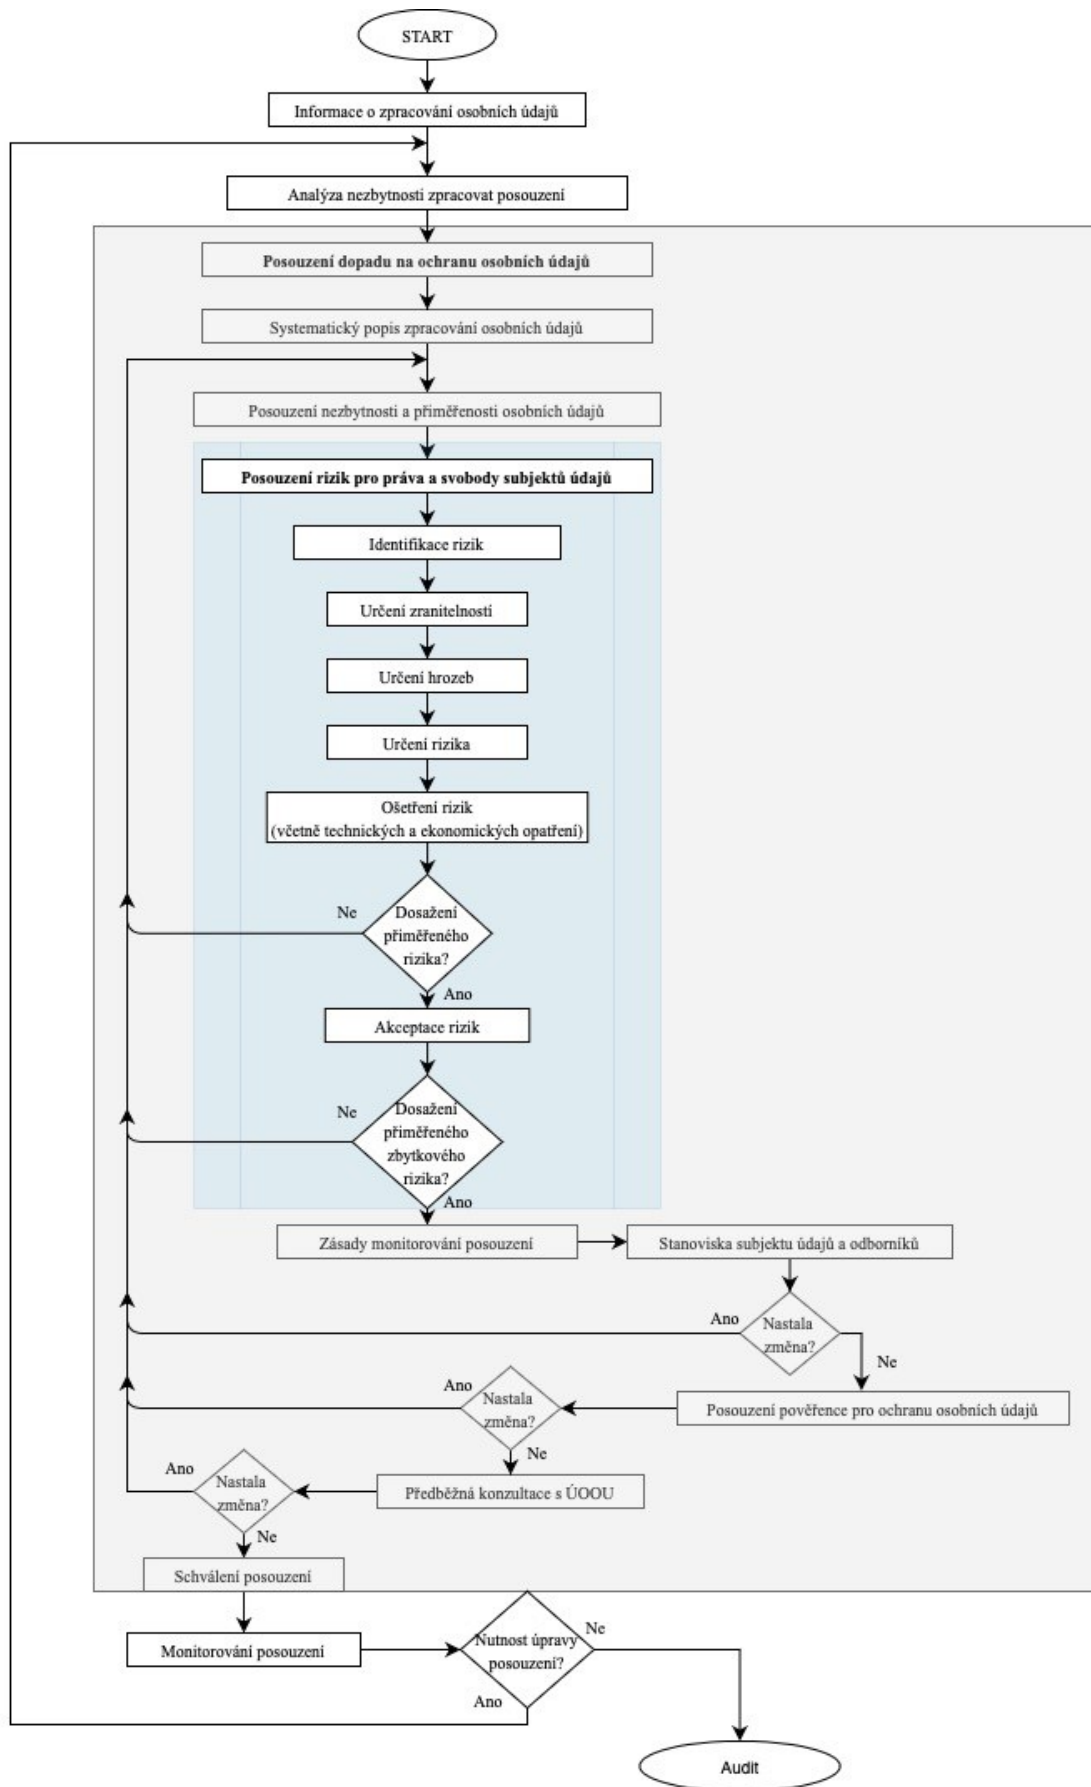 START
Informace o zpracování osobních údajů
Analýza nezbytnosti zpracovat posouzení
Posouzení dopadu na ochranu osobních údajů
Systematický popis zpracování osobních údajů
Posouzení nezbytnosti a přiměřenosti osobních údajů
Posouzení rizik pro práva a svobody subjektů údajů
Identifikace rizik
Určení zranitelností
Určení hrozeb
Určení rizika
Ošetření rizik
(včetně technických a ekonomických opatření)
Ne
Dosažení
přiměřeného
rizika?
Ano
Akceptace rizik
Ne
Dosažení
přiměřeného
zbytkového
rizika?
Ano
Zásady monitorování posouzení
Stanoviska subjektu údajů a odborníků
Ano
Nastala
změna?
Ne
Posouzení pověřence pro ochranu osobních údajů
Ano
Nastala
změna?
Ne
Předběžná konzultace s ÚOOU
Ano
Nastala
změna?
Ne
Schválení posouzení
Monitorování posouzení
Nutnost úpravy
posouzení?
Ne
Ano
Audit